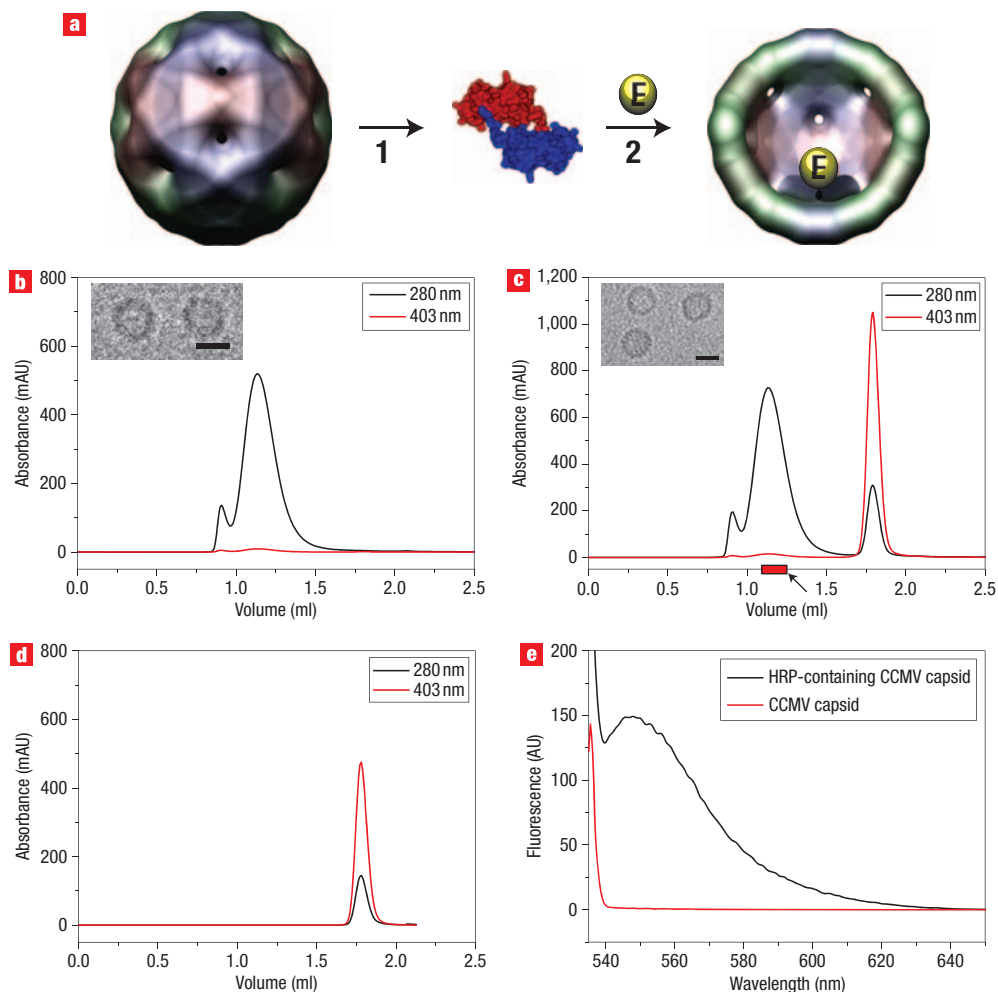 a
1
E
2
E
b
800
600
400
200
0
Absorbance (mAU)
280 nm
403 nm
0.0 0.5 1.0 1.5 2.0 2.5
Volume (ml)
c
1,200
1,000
800
600
400
200
0
Absorbance (mAU)
280 nm
403 nm
0.0 0.5 1.0 1.5 2.0 2.5
Volume (ml)
d
800
600
400
200
0
Absorbance (mAU)
280 nm
403 nm
0.0 0.5 1.0 1.5 2.0 2.5
Volume (ml)
e
200
150
100
50
0
Fluorescence (AU)
HRP-containing CCMV capsid
CCMV capsid
540 560 580 600 620 640
Wavelength (nm)